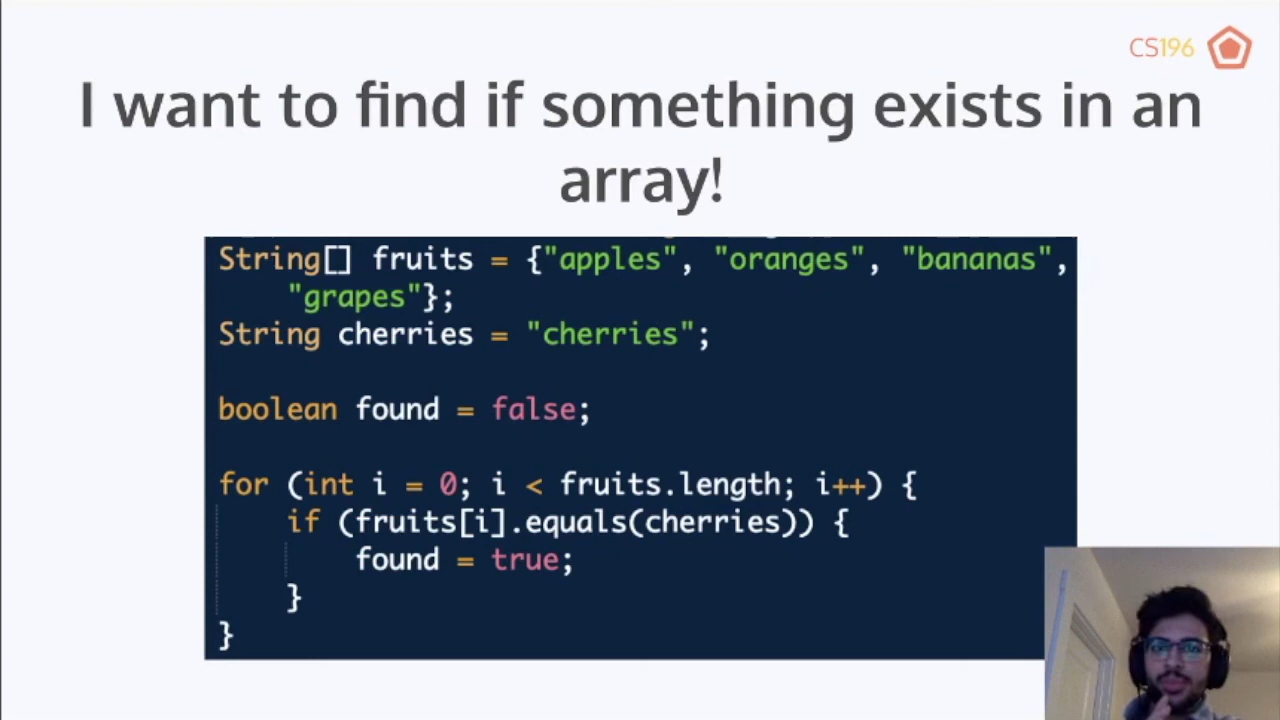 CS196
I want to find if something exists in an
array!
String[] fruits = {"apples", "oranges", "bananas",
    "grapes"};
String cherries = "cherries";
boolean found = false;
for (int i = 0; i < fruits.length; i++) {
    if (fruits[i].equals(cherries)) {
        found = true;
    }
}